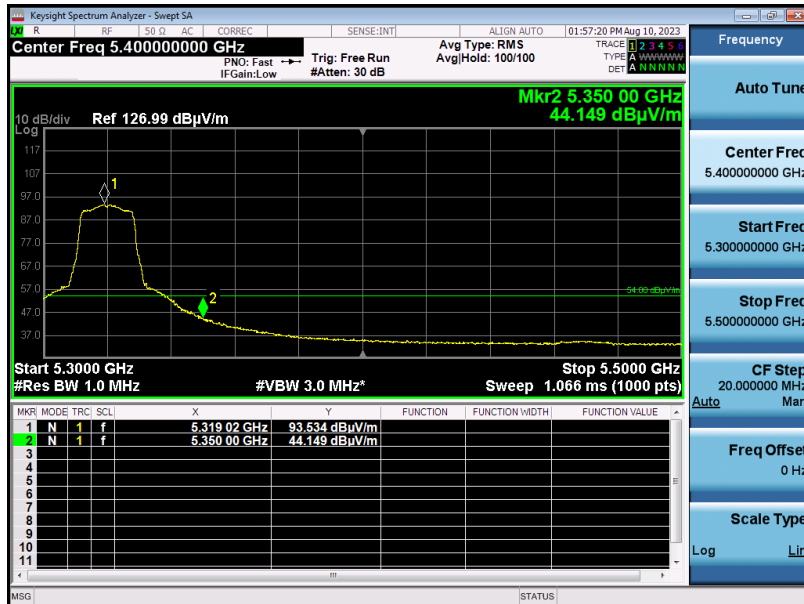 Keysight Spectrum Analyzer - Swept SA
LXI R RF 50 Ω AC CORREC SENSE:INT ALIGN AUTO 01:57:20 PM Aug 10, 2023
Center Freq 5.400000000 GHz Avg Type: RMS TRACE 1 2 3 4 5 6
PNO: Fast Trig: Free Run Avg|Hold: 100/100 TYPE A WWWWW
IFGain:Low #Atten: 30 dB DET A N N N N N
Mkr2 5.350 00 GHz
10 dB/div Ref 126.99 dBµV/m 44.149 dBµV/m
Log
117
107
97.0
87.0
77.0
67.0
57.0
47.0
37.0
1
2
54.00 dBµV/m
Start 5.3000 GHz Stop 5.5000 GHz
#Res BW 1.0 MHz #VBW 3.0 MHz* Sweep 1.066 ms (1000 pts)
MKR MODE TRC SCL X Y FUNCTION FUNCTION WIDTH FUNCTION VALUE
1 N 1 f 5.319 02 GHz 93.534 dBµV/m
2 N 1 f 5.350 00 GHz 44.149 dBµV/m
3
4
5
6
7
8
9
10
11
MSG STATUS
Frequency
Auto Tune
Center Freq
5.400000000 GHz
Start Freq
5.300000000 GHz
Stop Freq
5.500000000 GHz
CF Step
20.000000 MHz
Auto Man
Freq Offset
0 Hz
Scale Type
Log Lin